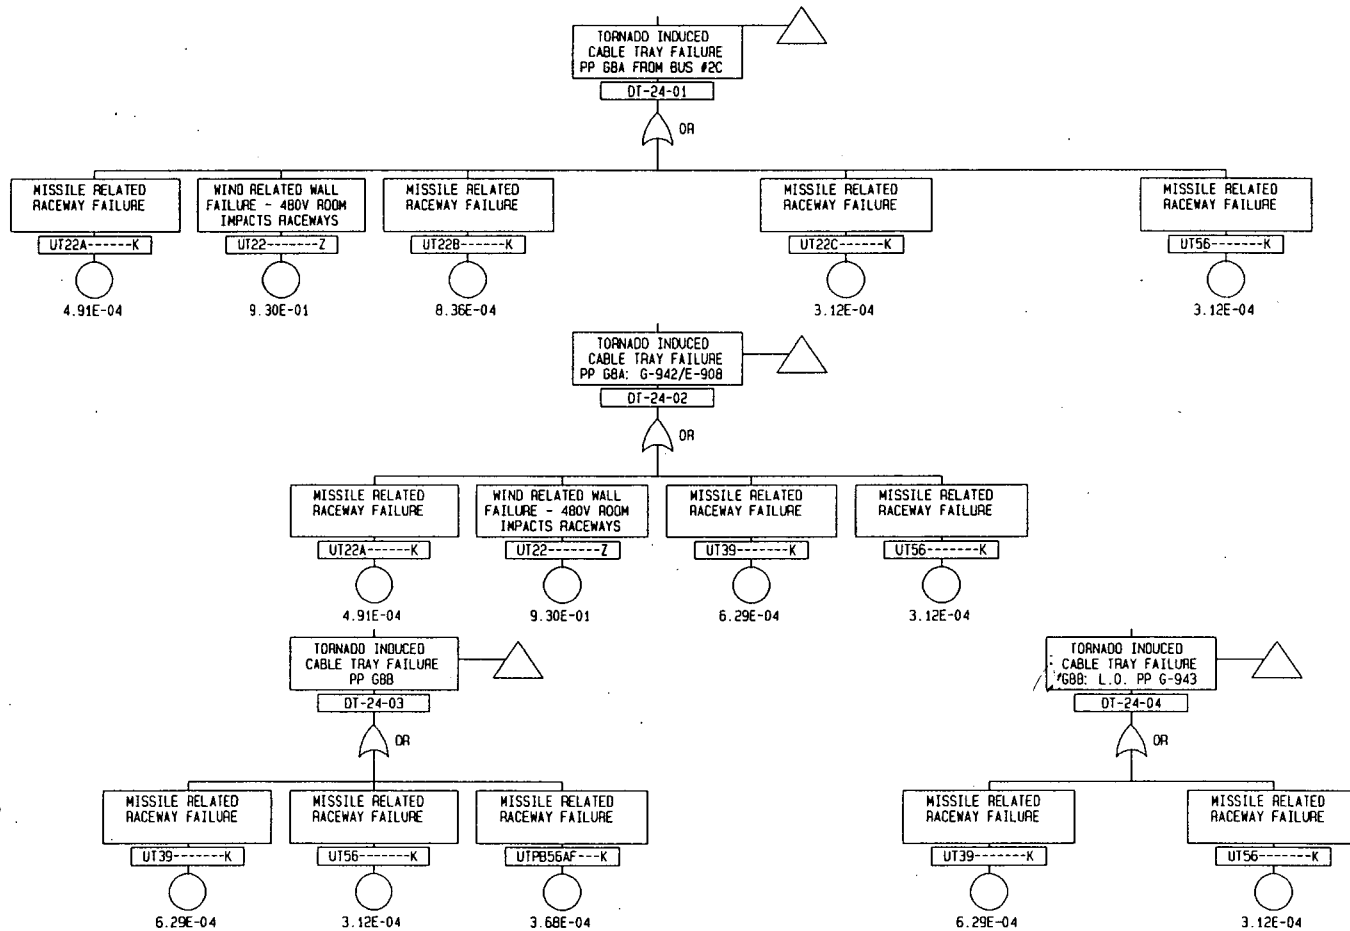 TORNADO INDUCED
CABLE TRAY FAILURE
PP G8A FROM BUS #2C
DT-24-01
OR
MISSILE RELATED
RACEWAY FAILURE
UT22A------K
4.91E-04
WIND RELATED WALL
FAILURE - 480V ROOM
IMPACTS RACEWAYS
UT22-------Z
9.30E-01
MISSILE RELATED
RACEWAY FAILURE
UT22B------K
8.36E-04
MISSILE RELATED
RACEWAY FAILURE
UT22C------K
3.12E-04
MISSILE RELATED
RACEWAY FAILURE
UT56-------K
3.12E-04
TORNADO INDUCED
CABLE TRAY FAILURE
PP G8A: G-942/E-908
DT-24-02
OR
MISSILE RELATED
RACEWAY FAILURE
UT22A------K
4.91E-04
WIND RELATED WALL
FAILURE - 480V ROOM
IMPACTS RACEWAYS
UT22-------Z
9.30E-01
MISSILE RELATED
RACEWAY FAILURE
UT39-------K
6.29E-04
MISSILE RELATED
RACEWAY FAILURE
UT56-------K
3.12E-04
TORNADO INDUCED
CABLE TRAY FAILURE
PP G8B
DT-24-03
OR
MISSILE RELATED
RACEWAY FAILURE
UT39-------K
6.29E-04
MISSILE RELATED
RACEWAY FAILURE
UT56-------K
3.12E-04
MISSILE RELATED
RACEWAY FAILURE
UTPB56AF---K
3.68E-04
TORNADO INDUCED
CABLE TRAY FAILURE
G8B: L.O. PP G-943
DT-24-04
OR
MISSILE RELATED
RACEWAY FAILURE
UT39-------K
6.29E-04
MISSILE RELATED
RACEWAY FAILURE
UT56-------K
3.12E-04